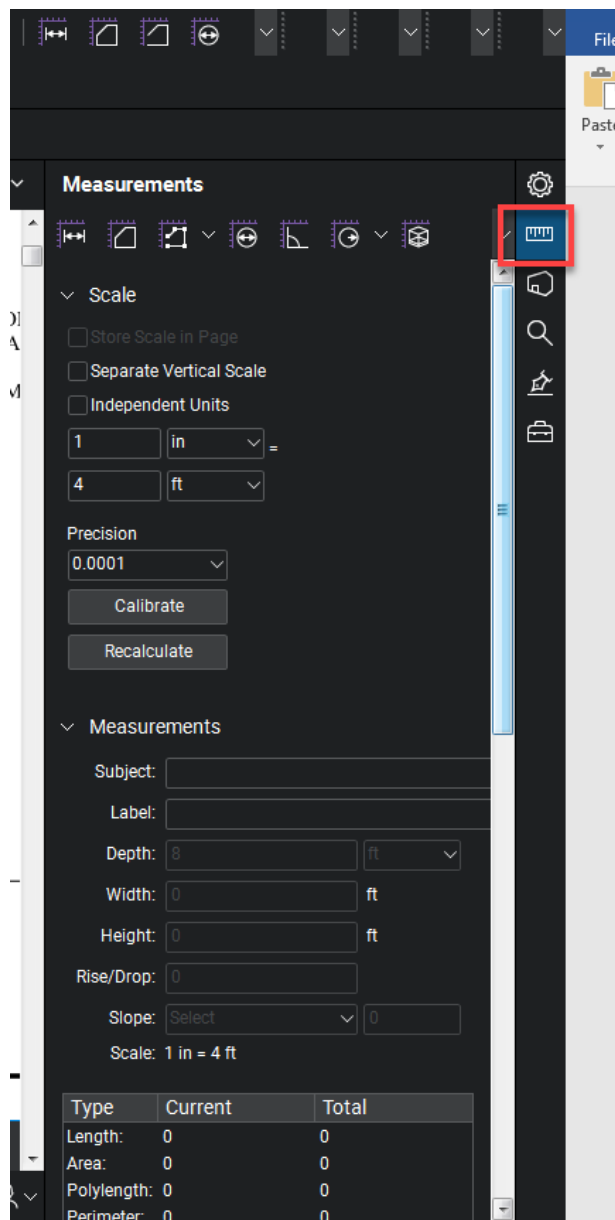 File
Paste
Measurements
Scale
Store Scale in Page
Separate Vertical Scale
Independent Units
1 in =
4 ft
Precision
0.0001
Calibrate
Recalculate
Measurements
Subject:
Label:
Depth: 8 ft
Width: 0 ft
Height: 0 ft
Rise/Drop: 0
Slope: Select 0
Scale: 1 in = 4 ft
Type Current Total
Length: 0 0
Area: 0 0
Polylength: 0 0
Perimeter: 0 0